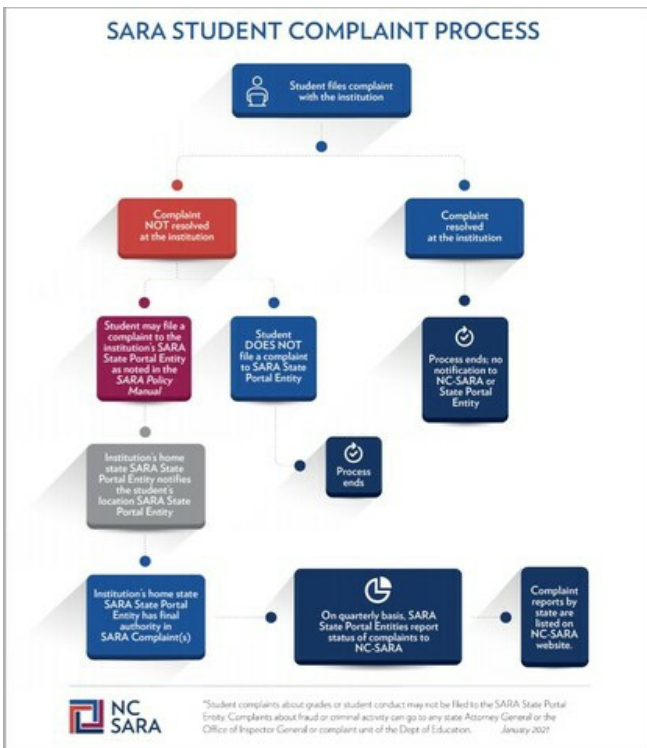 SARA STUDENT COMPLAINT PROCESS
Student files complaint
with the institution
Complaint
NOT resolved
at the institution
Complaint
resolved
at the institution
Student may file a
complaint to the
institution's SARA
State Portal Entity
as noted in the
SARA Policy
Manual
Student
DOES NOT
file a complaint
to SARA State
Portal Entity
Process ends; no
notification to
NC-SARA or
State Portal
Entity
Process
ends
Institution's home
state SARA State
Portal Entity notifies
the student's
location SARA State
Portal Entity
Institution's home state
SARA State Portal
Entity has final
authority in
SARA Complaint(s)
On quarterly basis, SARA
State Portal Entities report
status of complaints to
NC-SARA
Complaint
reports by
state are
listed on
NC-SARA
website.
NC
SARA
*Student complaints about grades or student conduct may not be filed to the SARA State Portal
Entity. Complaints about fraud or criminal activity can go to any state Attorney General or the
Office of Inspector General or complaint unit of the Dept of Education.
January 2021